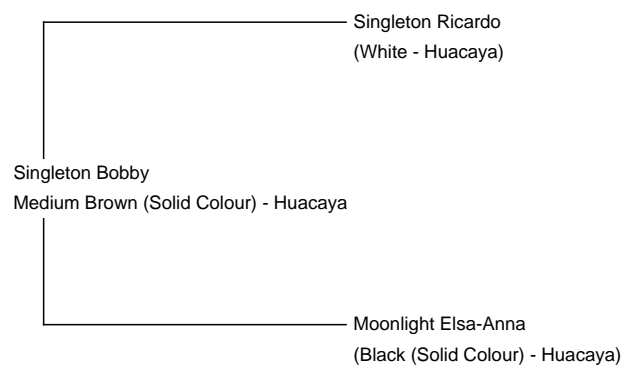 Singleton Ricardo
(White - Huacaya)
Singleton Bobby
Medium Brown (Solid Colour) - Huacaya
Moonlight Elsa-Anna
(Black (Solid Colour) - Huacaya)